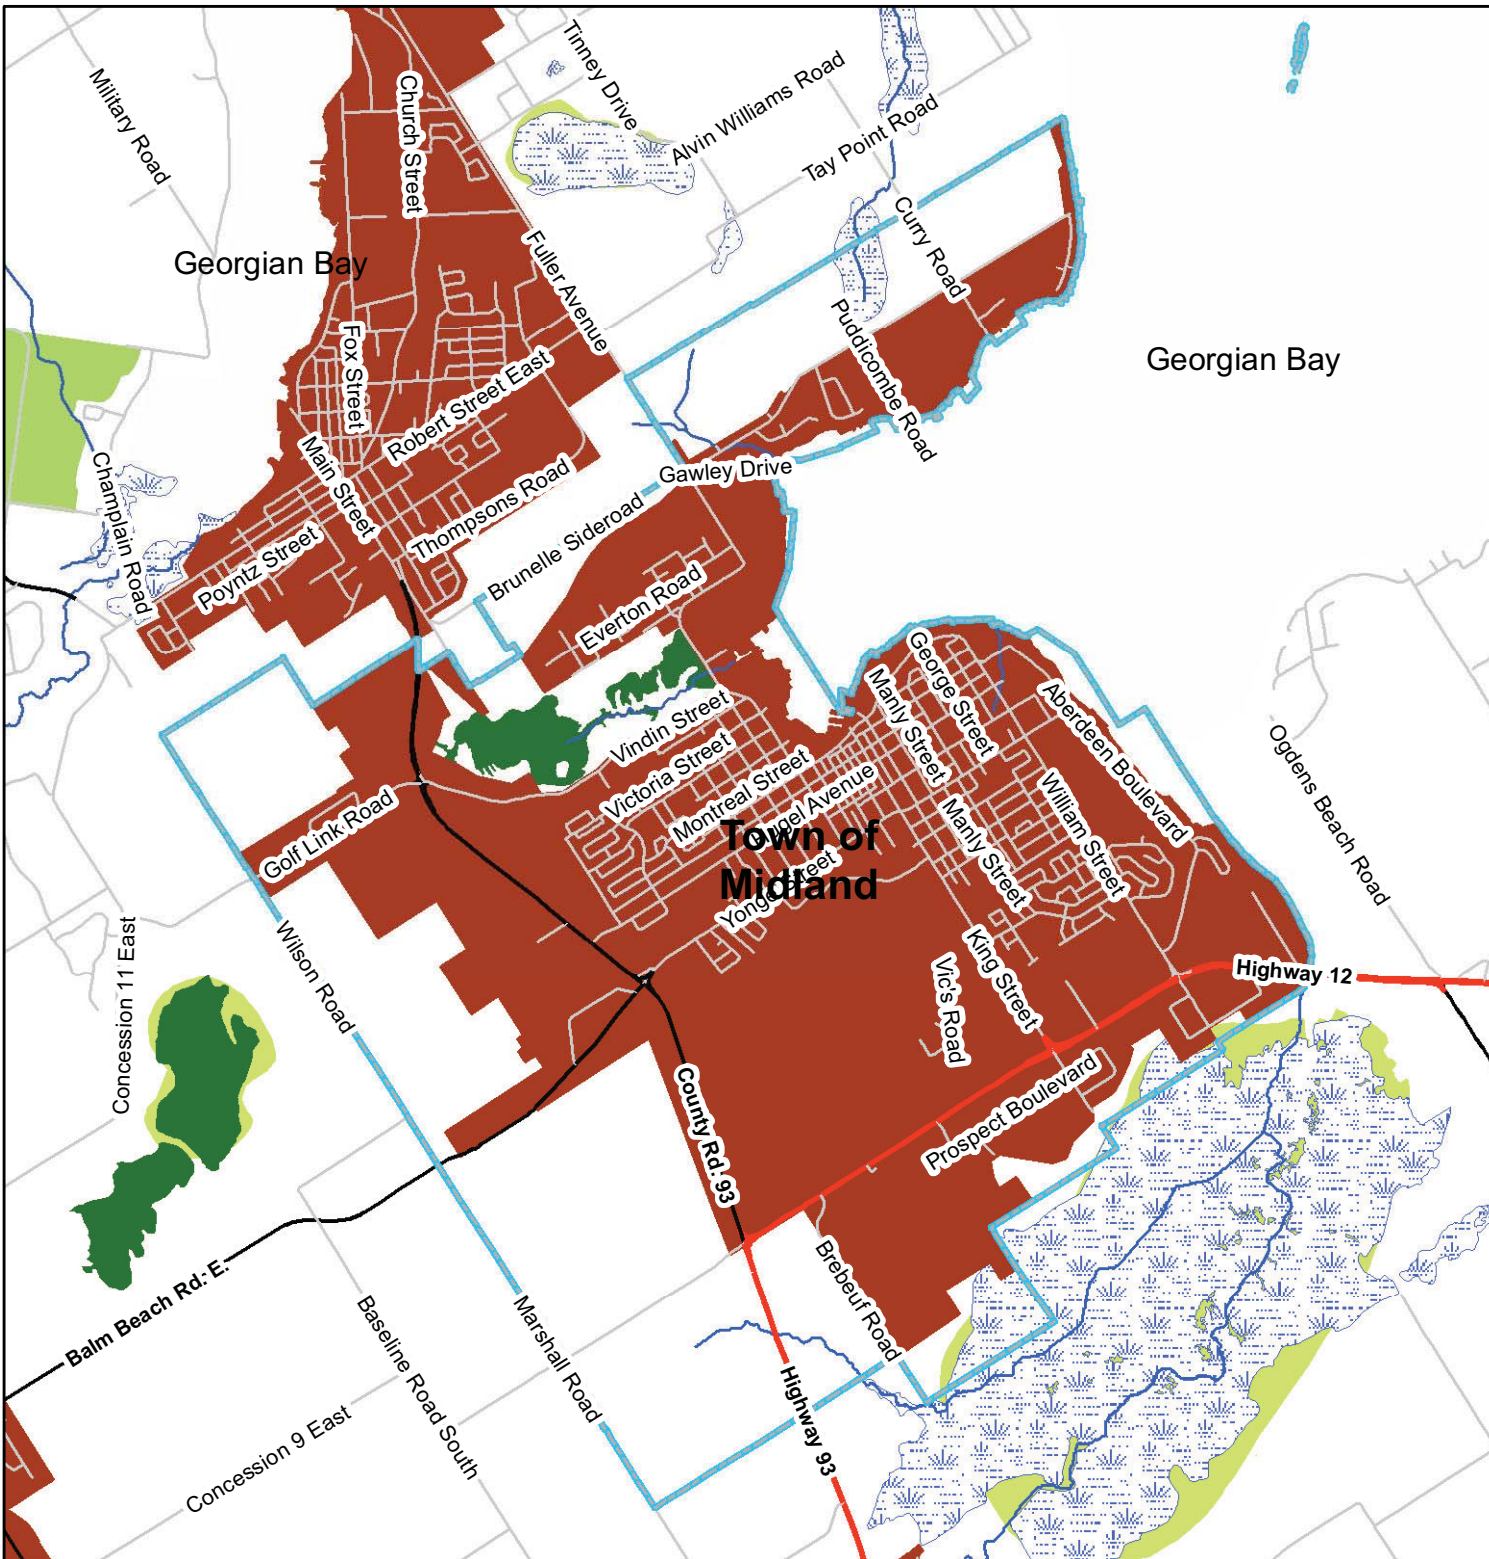 Military Road
Church Street
Tinney Drive
Alvin Williams Road
Tay Point Road
Georgian Bay
Fuller Avenue
Curry Road
Fox Street
Puddicombe Road
Georgian Bay
Robert Street East
Main Street
Champlain Road
Thompsons Road
Gawley Drive
Brunelle Sideroad
Poyntz Street
Everton Road
George Street
Manly Street
Aberdeen Boulevard
Vindin Street
Victoria Street
Montreal Street
Hugel Avenue
William Street
Ogdens Beach Road
Golf Link Road
Town of
Midland
Yonge Street
Manly Street
Concession 11 East
Wilson Road
King Street
Vic's Road
Highway 12
County Rd. 93
Prospect Boulevard
Balm Beach Rd. E.
Brebeuf Road
Baseline Road South
Marshall Road
Highway 93
Concession 9 East